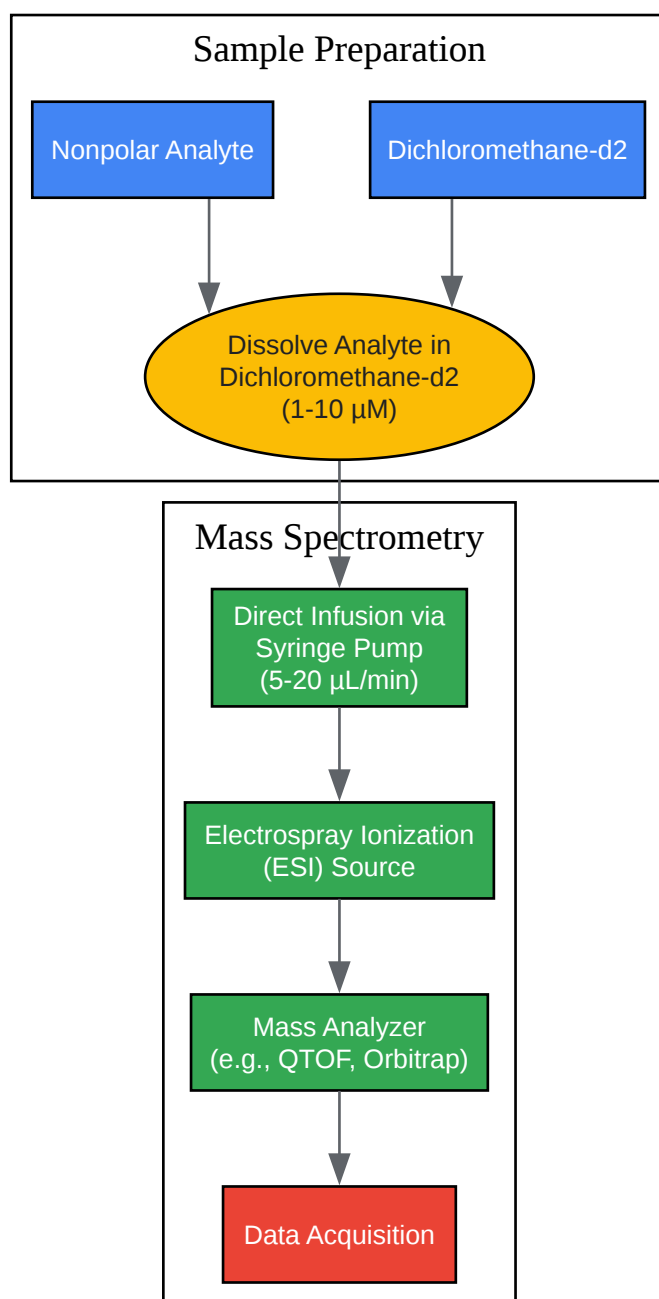 Sample Preparation
Nonpolar Analyte
Dichloromethane-d2
Dissolve Analyte in
Dichloromethane-d2
(1-10 µM)
Mass Spectrometry
Direct Infusion via
Syringe Pump
(5-20 µL/min)
Electrospray Ionization
(ESI) Source
Mass Analyzer
(e.g., QTOF, Orbitrap)
Data Acquisition